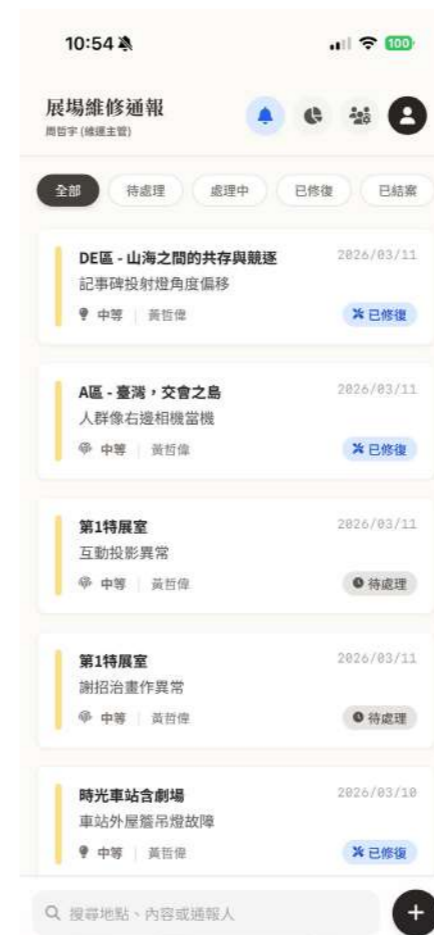 10:54
100
展場維修通報
周哲宇 (維運主管)
全部 待處理 處理中 已修復 已結案
DE區 - 山海之間的共存與競逐 2026/03/11
記事碑投射燈角度偏移
中等 | 黃哲偉 已修復
A區 - 臺灣，交會之島 2026/03/11
人群像右邊相機當機
中等 | 黃哲偉 已修復
第1特展室 2026/03/11
互動投影異常
中等 | 黃哲偉 待處理
第1特展室 2026/03/11
謝招治畫作異常
中等 | 黃哲偉 待處理
時光車站含劇場 2026/03/10
車站外屋簷吊燈故障
中等 | 黃哲偉 已修復
搜尋地點、內容或通報人